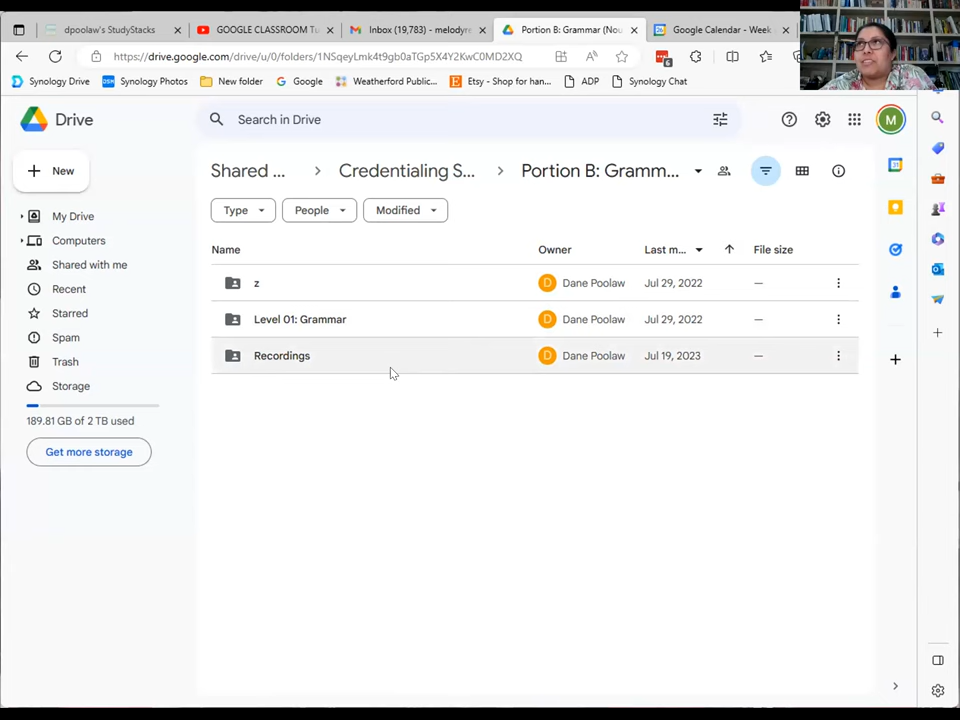 dpoolaw's StudyStacks
GOOGLE CLASSROOM Tu
Inbox (19,783) - melodyre
Portion B: Grammar (Nou
Google Calendar - Week
https://drive.google.com/drive/u/0/folders/1NSqeyLmk4t9gb0aTGp5X4Y2KwC0MD2XQ
6
Synology Drive
Synology Photos
New folder
Google
Weatherford Public...
Etsy - Shop for han...
ADP
Synology Chat
Drive
Search in Drive
M
New
Shared ... > Credentialing S... > Portion B: Gramm...
Type
People
Modified
My Drive
Computers
Shared with me
Recent
Starred
Spam
Trash
Storage
189.81 GB of 2 TB used
Get more storage
Name Owner Last m... File size
z D Dane Poolaw Jul 29, 2022 —
Level 01: Grammar D Dane Poolaw Jul 29, 2022 —
Recordings D Dane Poolaw Jul 19, 2023 —